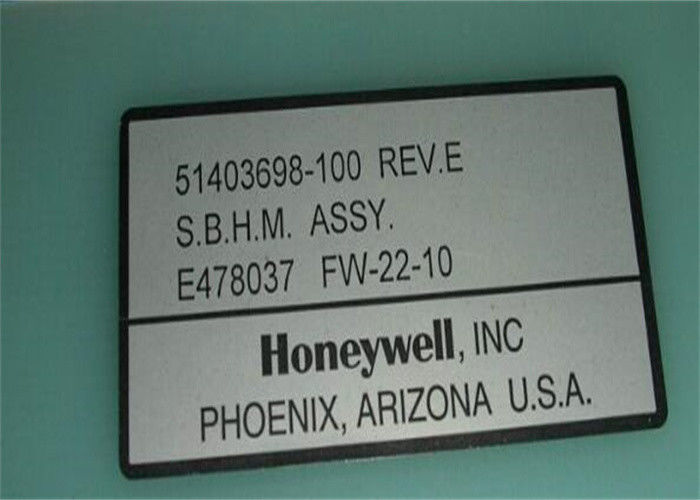 51403698-100 REV.E
S.B.H.M. ASSY.
E478037 FW-22-10
Honeywell, INC
PHOENIX, ARIZONA U.S.A.